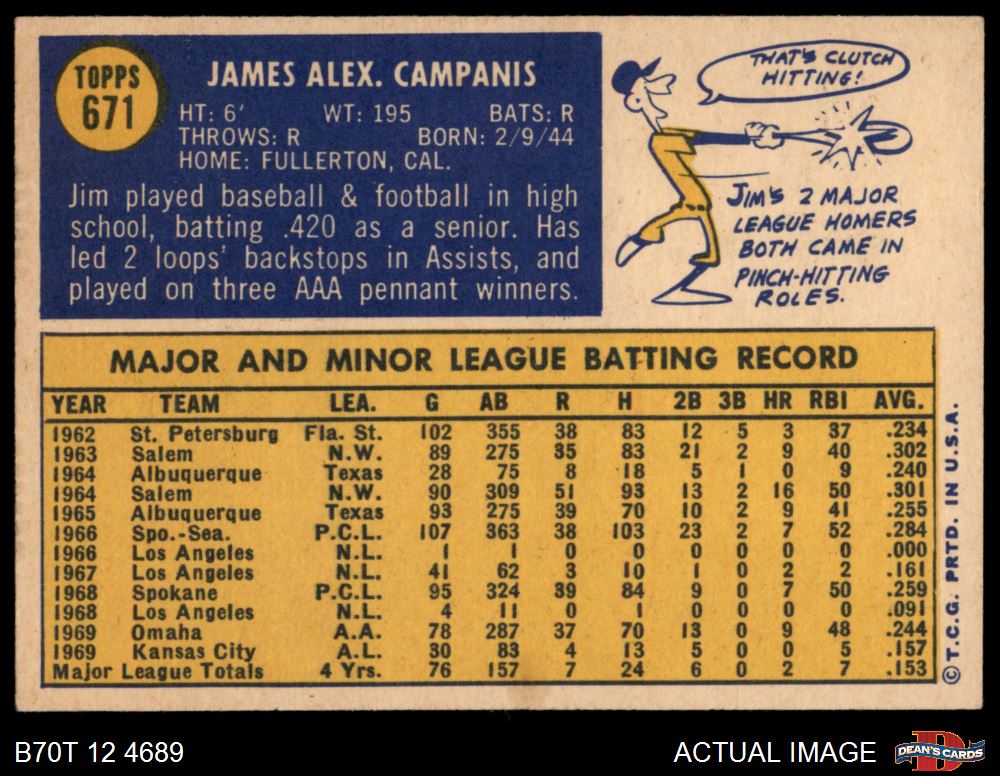 TOPPS
671
JAMES ALEX. CAMPANIS
HT: 6' WT: 195 BATS: R
THROWS: R BORN: 2/9/44
HOME: FULLERTON, CAL.
Jim played baseball & football in high
school, batting .420 as a senior. Has
led 2 loops' backstops in Assists, and
played on three AAA pennant winners.
THAT'S CLUTCH
HITTING!
JIM'S 2 MAJOR
LEAGUE HOMERS
BOTH CAME IN
PINCH-HITTING
ROLES.
MAJOR AND MINOR LEAGUE BATTING RECORD
YEAR TEAM LEA. G AB R H 2B 3B HR RBI AVG.
1962 St. Petersburg Fla. St. 102 355 38 83 12 5 3 37 .234
1963 Salem N.W. 89 275 35 83 21 2 9 40 .302
1964 Albuquerque Texas 28 75 8 18 5 1 0 9 .240
1964 Salem N.W. 90 309 51 93 13 2 16 50 .301
1965 Albuquerque Texas 93 275 39 70 10 2 9 41 .255
1966 Spo.-Sea. P.C.L. 107 363 38 103 23 2 7 52 .284
1966 Los Angeles N.L. 1 1 0 0 0 0 0 0 .000
1967 Los Angeles N.L. 41 62 3 10 1 0 2 2 .161
1968 Spokane P.C.L. 95 324 39 84 9 0 7 50 .259
1968 Los Angeles N.L. 4 11 0 1 0 0 0 0 .091
1969 Omaha A.A. 78 287 37 70 13 0 9 48 .244
1969 Kansas City A.L. 30 83 4 13 5 0 0 5 .157
Major League Totals 4 Yrs. 76 157 7 24 6 0 2 7 .153
© T.C.G. PRTD. IN U.S.A.
B70T 12 4689
ACTUAL IMAGE
D
DEAN'S CARDS